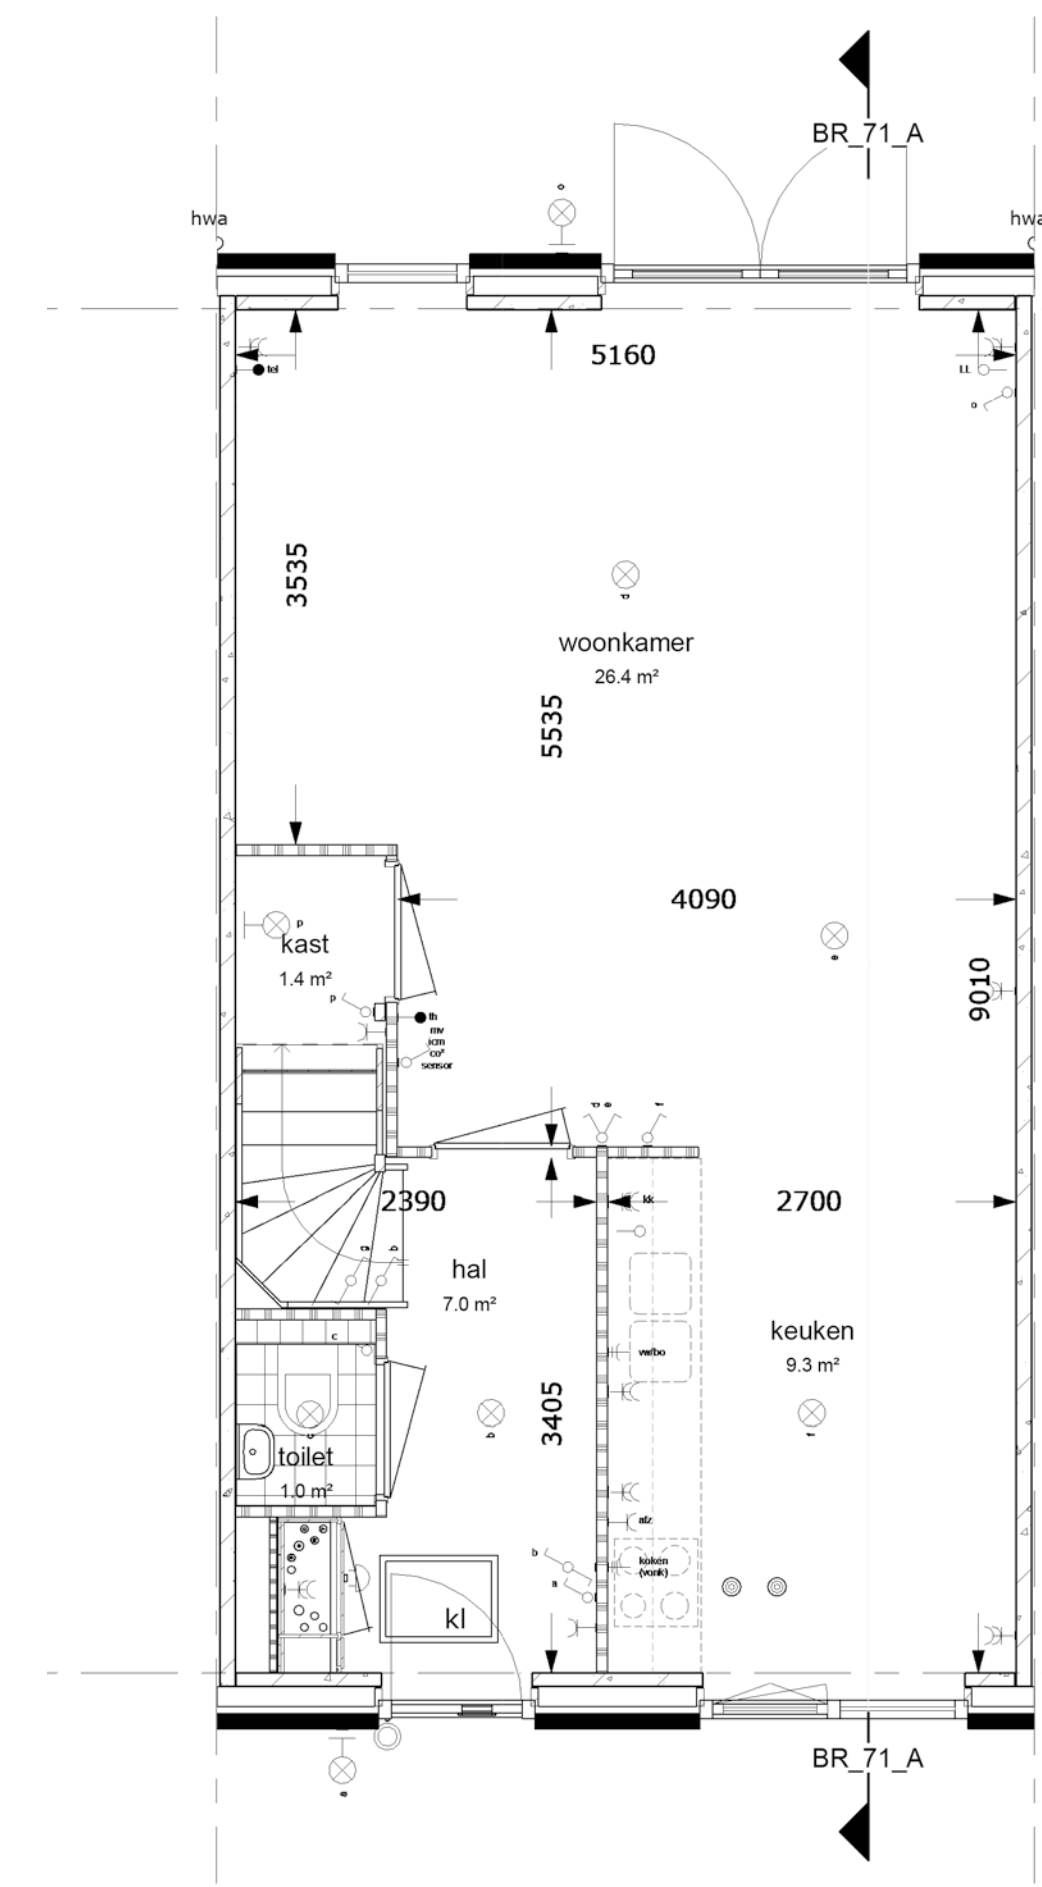 BR_71_A
hwa
hwa
5160
tel
LL
o
3535
woonkamer
26.4 m²
5535
4090
p
kast
1.4 m²
e
9010
p
th
mv
icm
co²
sensor
d e
f
2390
kk
2700
b
hal
7.0 m²
c
keuken
9.3 m²
vw/bo
3405
b
f
toilet
1.0 m²
afz
b
koken
(vonk)
a
kl
BR_71_A